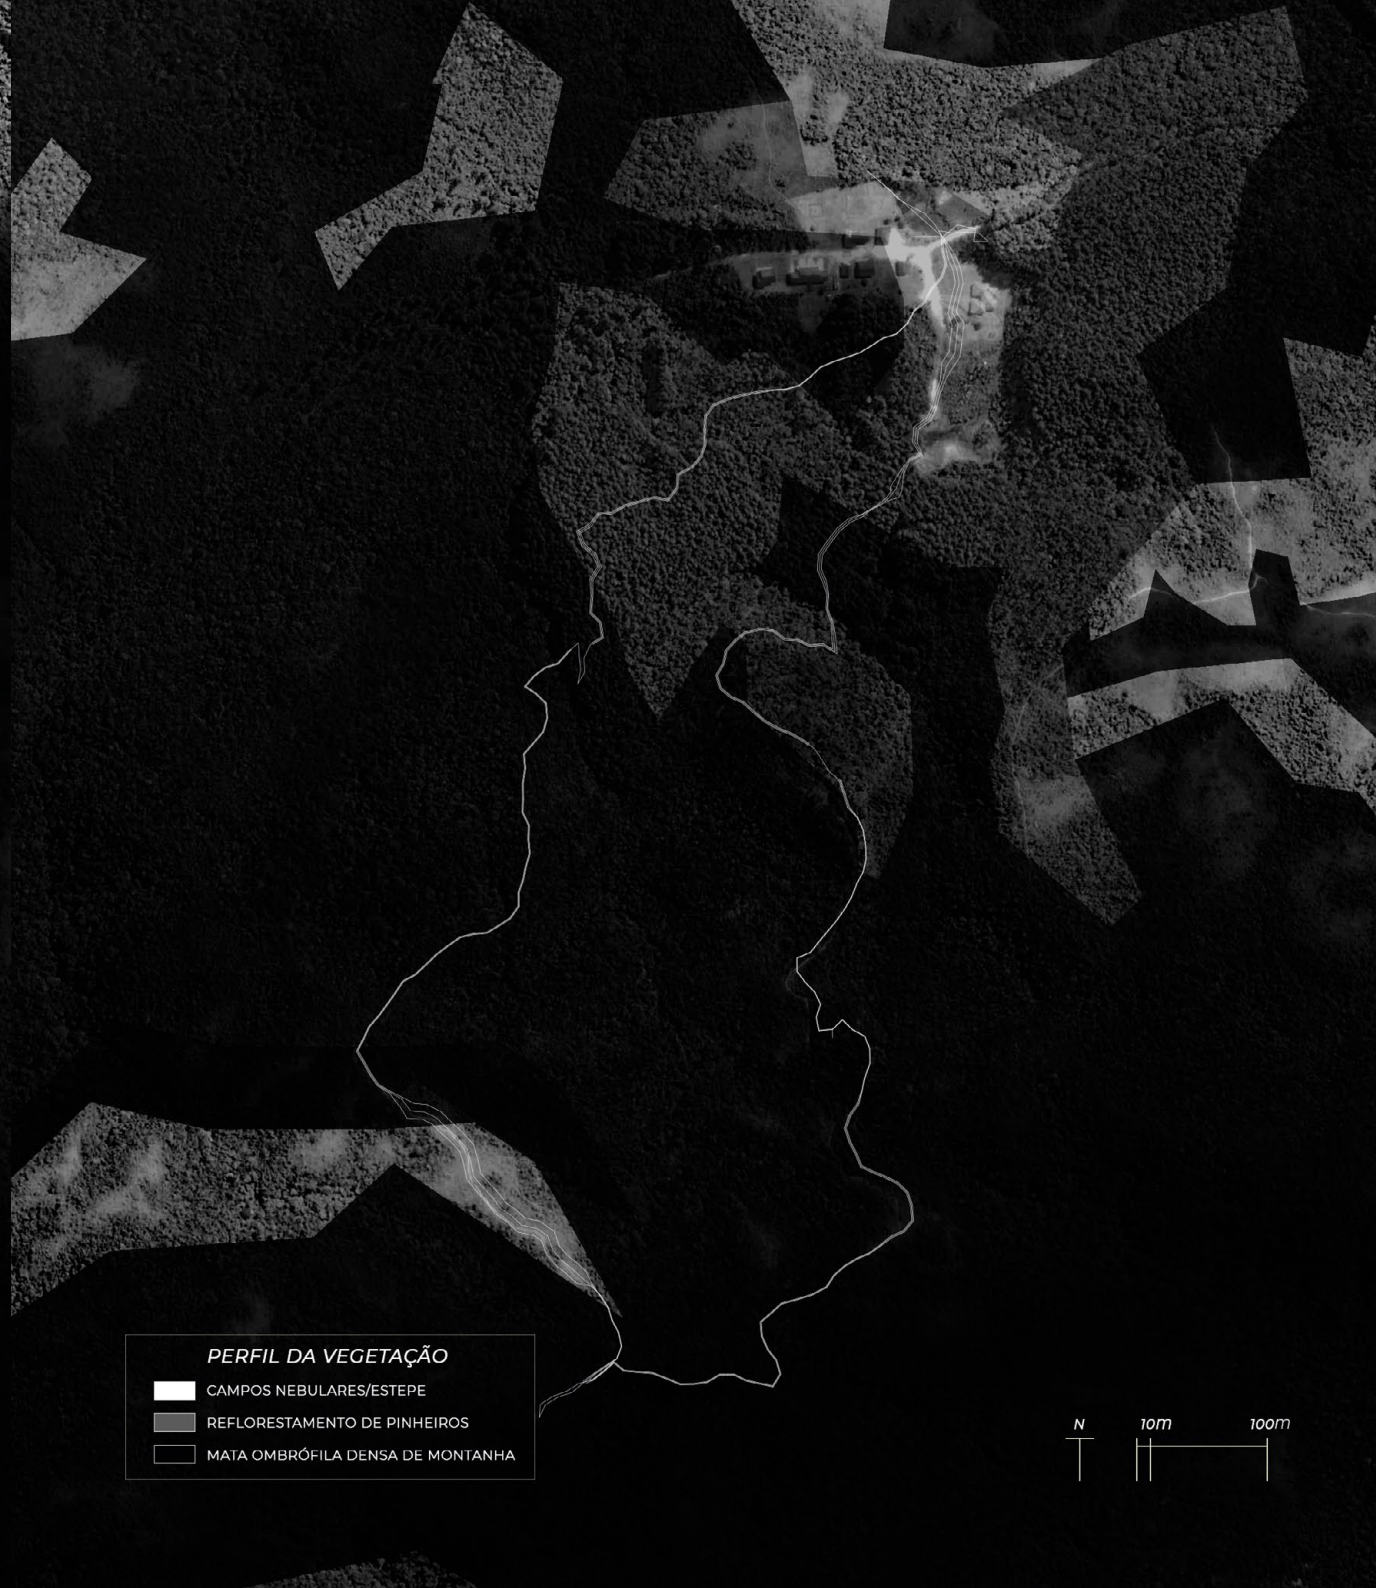 PERFIL DA VEGETAÇÃO
CAMPOS NEBULARES/ESTEPE
REFLORESTAMENTO DE PINHEIROS
MATA OMBRÓFILA DENSA DE MONTANHA
N 10m 100m